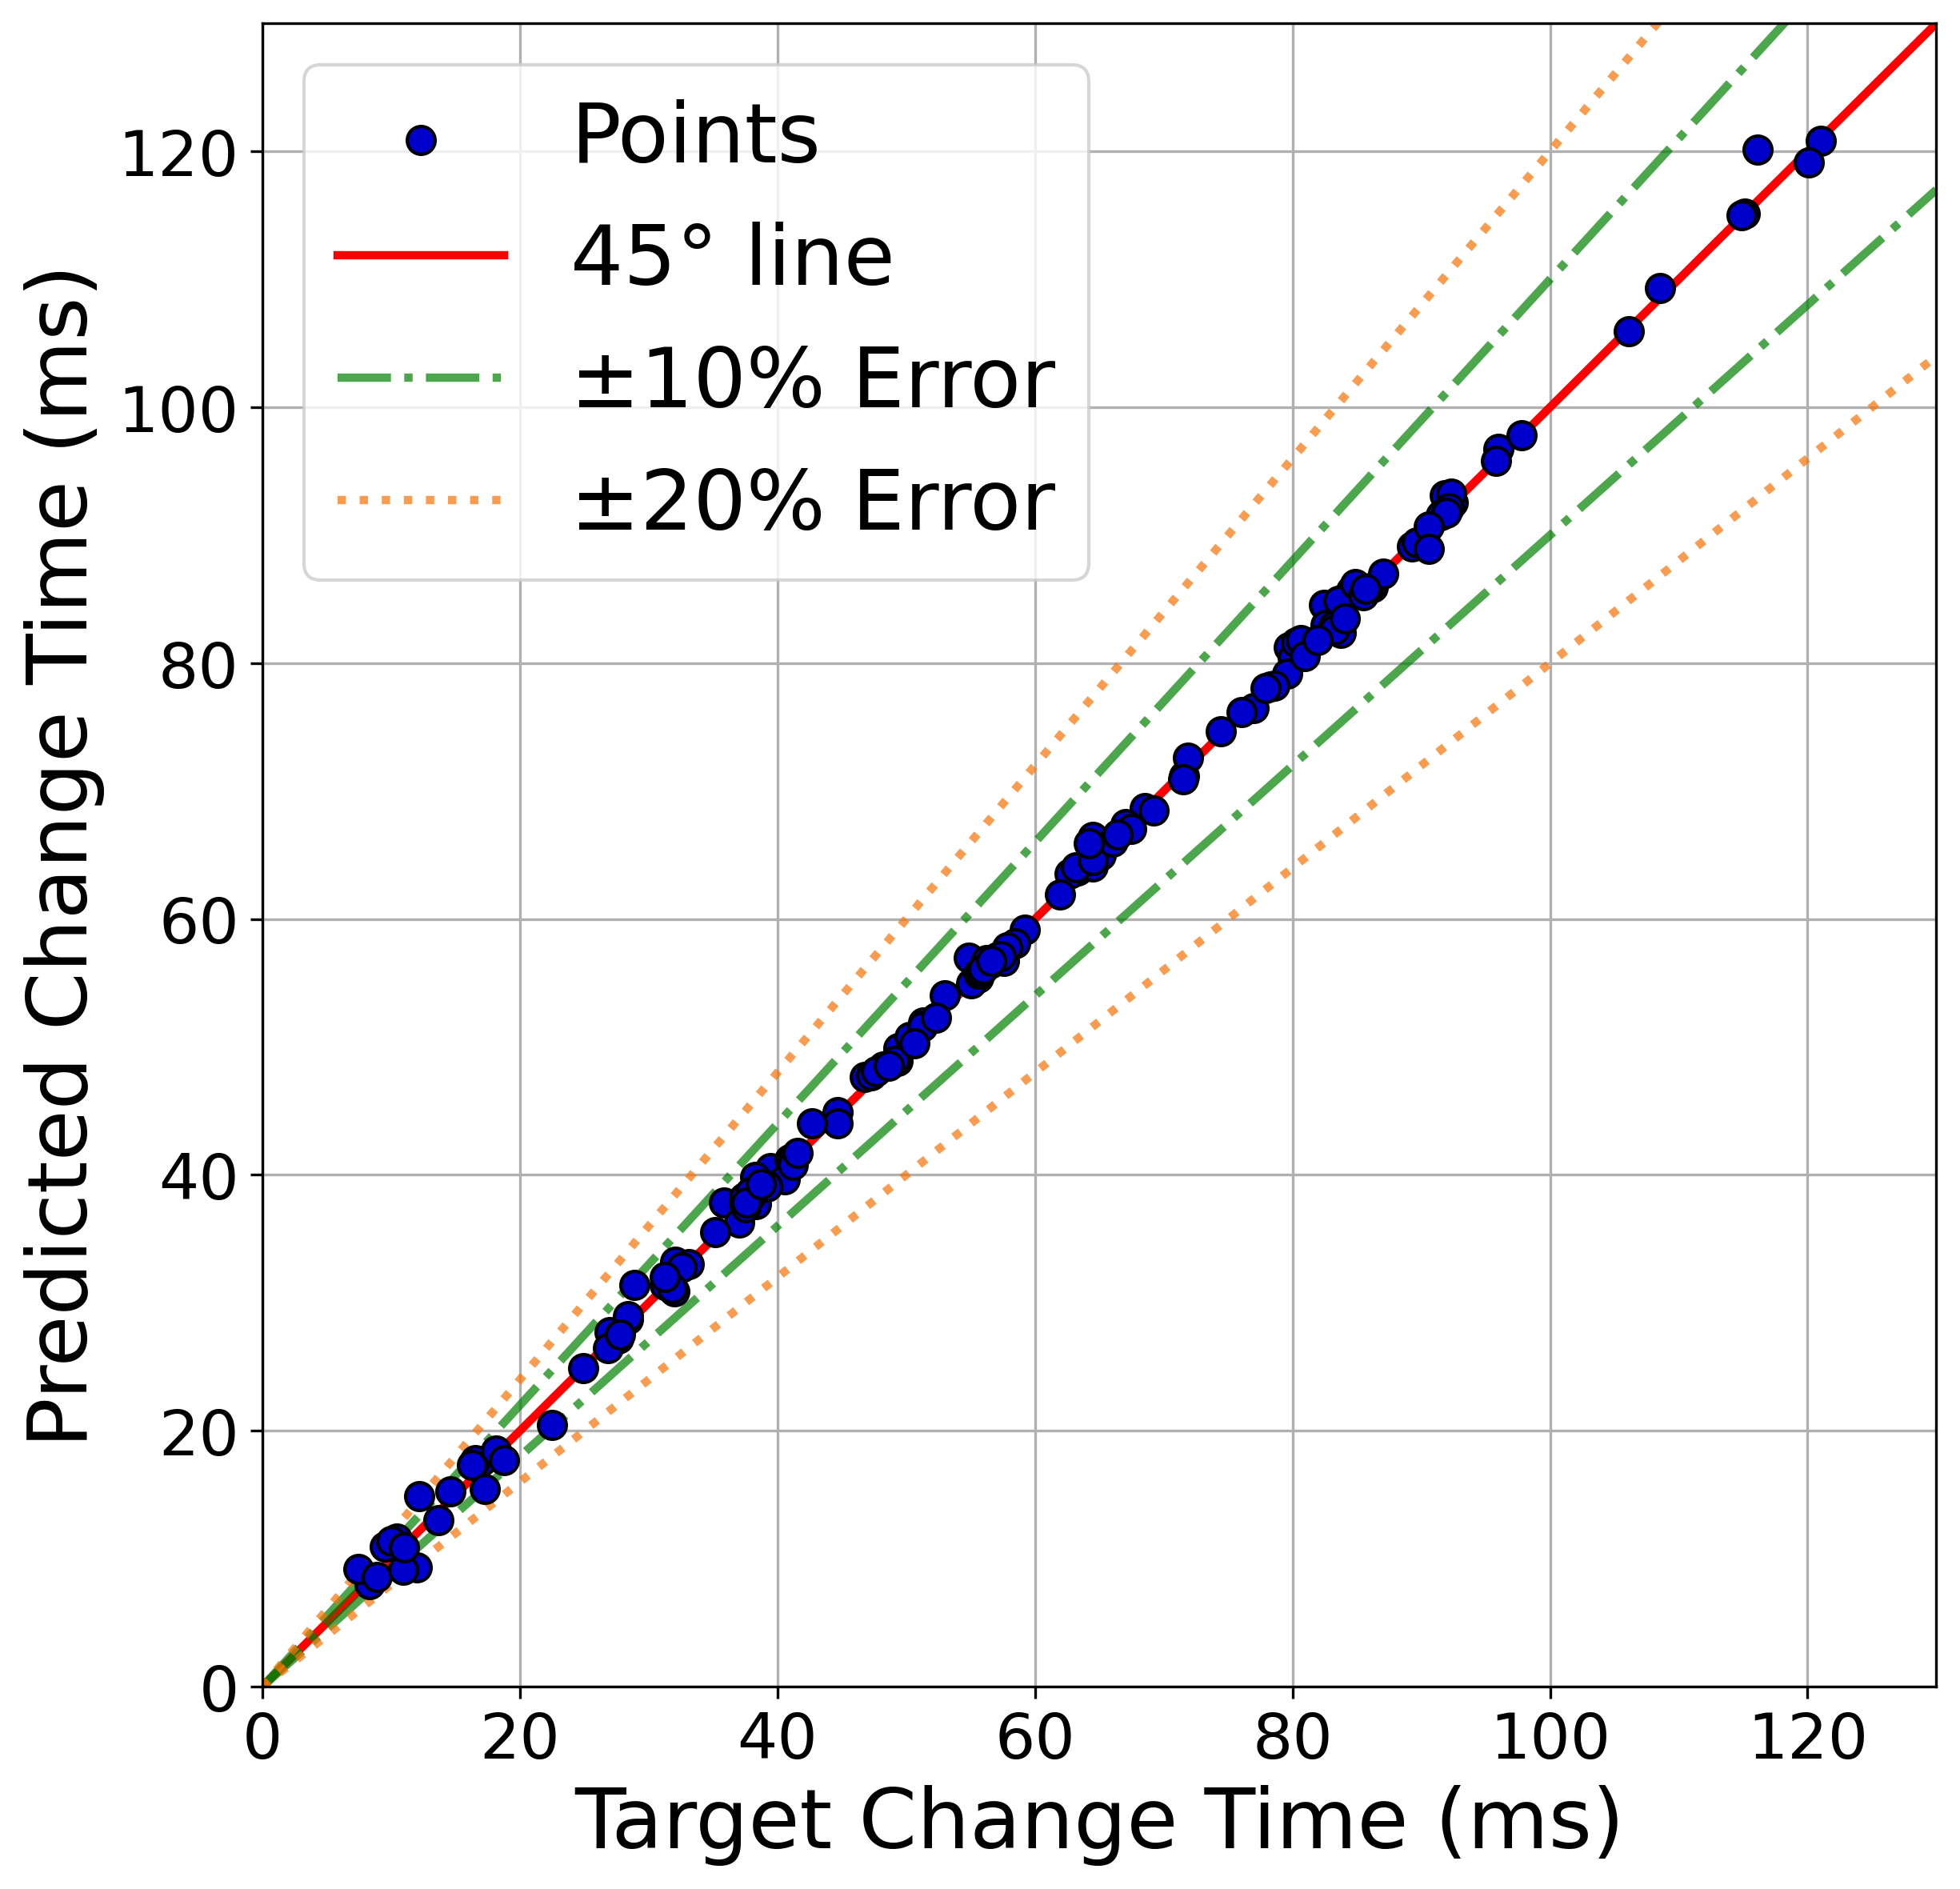 Points
45° line
±10% Error
±20% Error
120
100
80
60
40
20
0
0 20 40 60 80 100 120
Predicted Change Time (ms)
Target Change Time (ms)